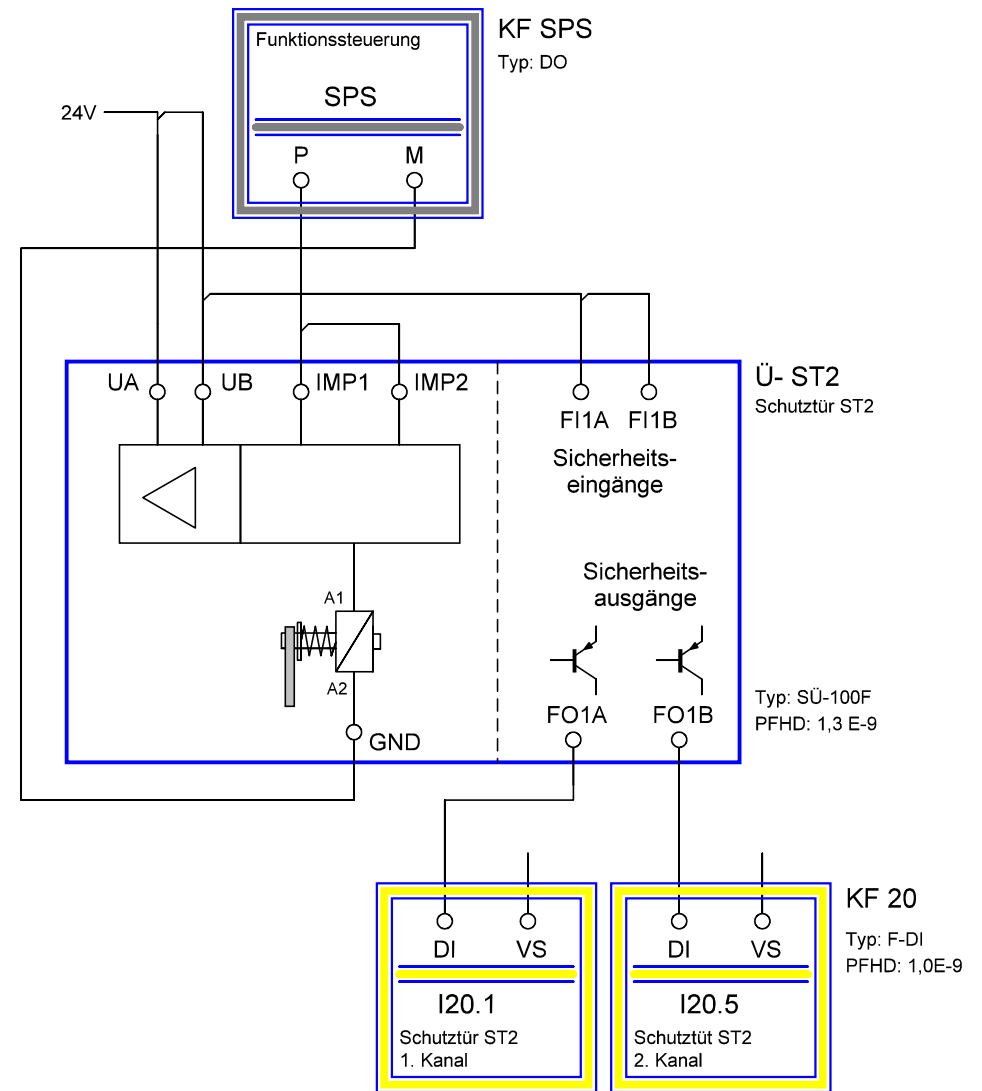 KF SPS
Typ: DO
Funktionssteuerung
SPS
P M
24V
UA UB IMP1 IMP2
FI1A FI1B
Sicherheits-
eingänge
Ü- ST2
Schutztür ST2
Sicherheits-
ausgänge
A1
A2
GND
FO1A FO1B
Typ: SÜ-100F
PFHD: 1,3 E-9
KF 20
Typ: F-DI
PFHD: 1,0E-9
DI VS
I20.1
Schutztür ST2
1. Kanal
DI VS
I20.5
Schutztüt ST2
2. Kanal